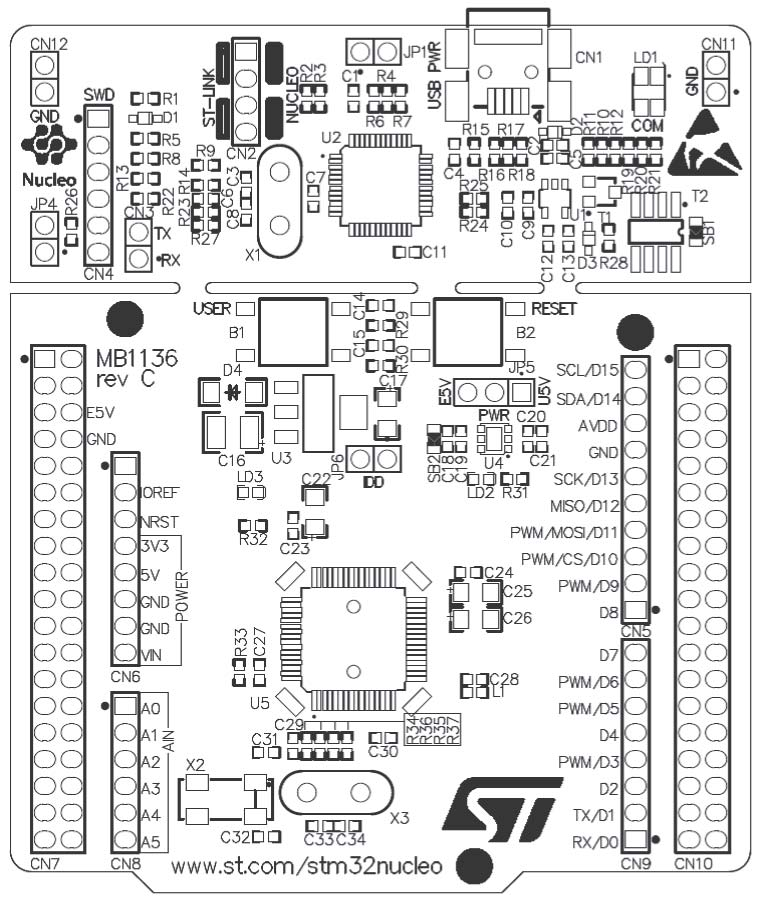 CN12
JP1
CN1
LD1
CN11
ST-LINK
NUCLEO
USB PWR
GND
GND
SWD
R1
D1
R5
R8
R13
R22
R2
R3
C1
R4
R6
R7
U2
CN2
R15
R17
C4
R16
R18
C2
D2
C5
R11
R10
R12
COM
Nucleo
R9
R14
R23
R27
C6
C3
C8
C7
X1
C11
R25
R24
C10
C9
U1
T1
R19
R20
R21
T2
SB1
C12
C13
D3
R28
JP4
R26
CN3
TX
RX
CN4
USER
B1
C14
R29
C15
R30
RESET
B2
MB1136
rev C
D4
C17
C16
U3
JP6
IDD
E5V
JP5
U5V
PWR
SB2
C18
C19
U4
C20
C21
LD2
R31
LD3
R32
C22
C23
E5V
GND
IOREF
NRST
3V3
5V
GND
GND
VIN
POWER
CN6
SCL/D15
SDA/D14
AVDD
GND
SCK/D13
MISO/D12
PWM/MOSI/D11
PWM/CS/D10
PWM/D9
D8
CN5
C24
C25
C26
R33
C27
U5
C28
L1
C29
C30
C31
R34
R36
R35
R37
A0
A1
A2
A3
A4
A5
AIN
X2
X3
C32
C33
C34
D7
PWM/D6
PWM/D5
D4
PWM/D3
D2
TX/D1
RX/D0
ST
CN7
CN8
CN9
CN10
www.st.com/stm32nucleo